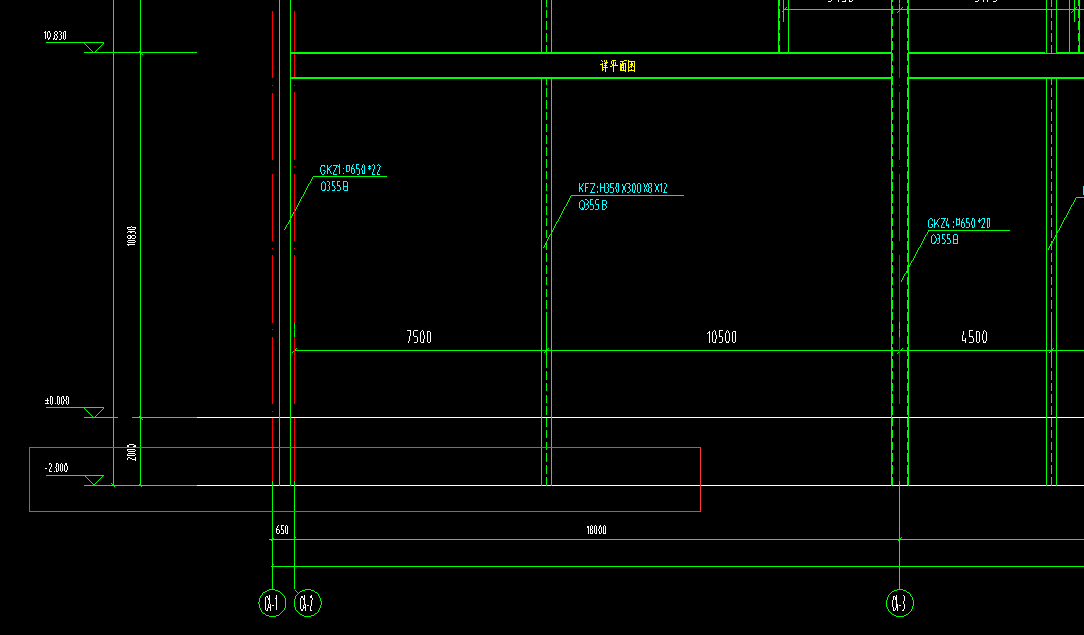 10.830
详平面图
GKZ1:P650*22
Q355B
KFZ:H350X300X8X12
Q355B
GKZ4:P650*20
Q355B
10830
7500
10500
4500
±0.000
2000
-2.000
650
18000
CA-1
CA-2
CA-3